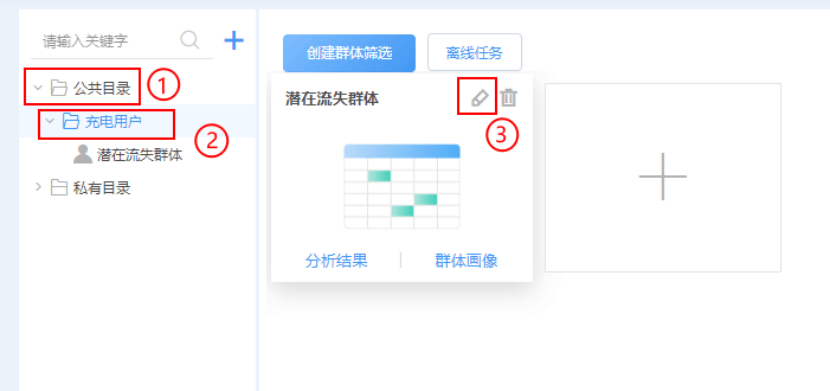 请输入关键字
公共目录
①
充电用户
②
潜在流失群体
私有目录
创建群体筛选
离线任务
潜在流失群体
③
分析结果
群体画像